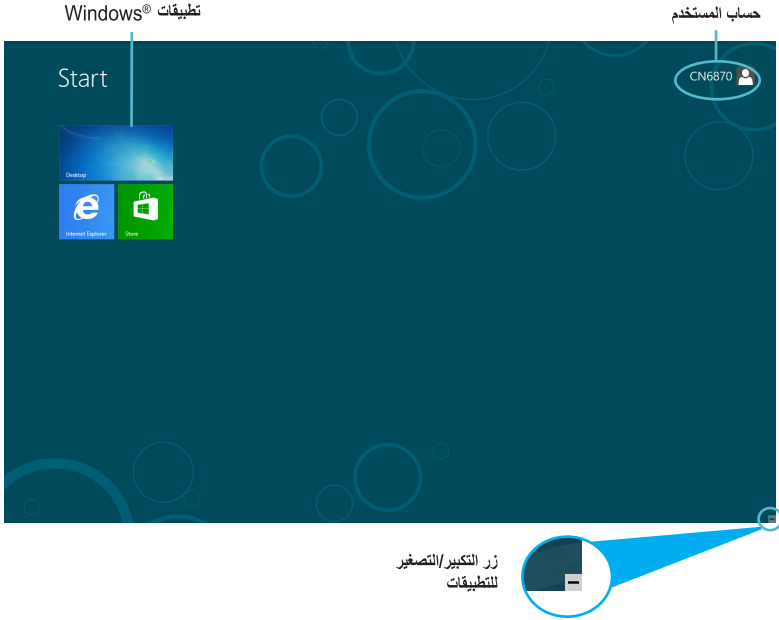 تطبيقات Windows®
حساب المستخدم
Start
CN6870
Desktop
Internet Explorer
Store
زر التكبير/التصغير
للتطبيقات